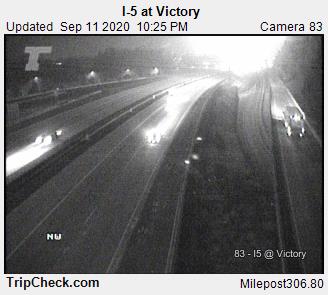 I-5 at Victory
Updated Sep 11 2020 10:25 PM Camera 83
T
NW
83 - I5 @ Victory
TripCheck.com Milepost306.80